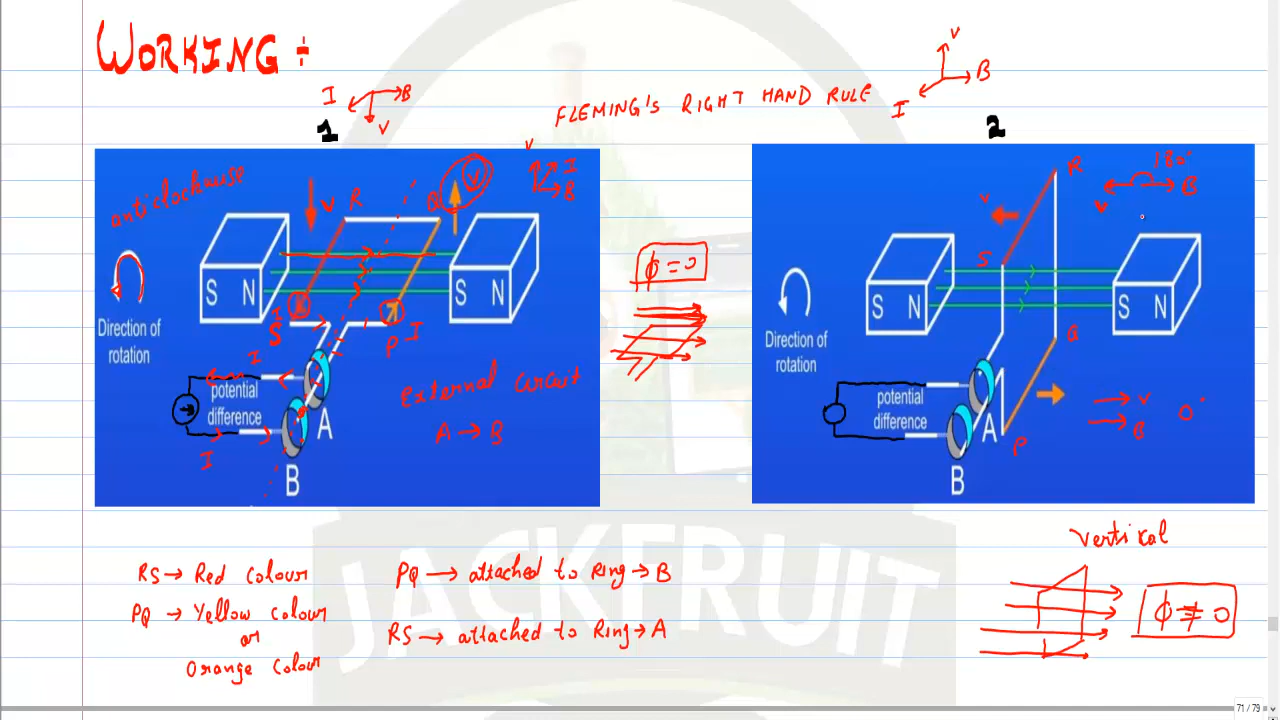 WORKING ÷
I B V
1
FLEMING'S RIGHT HAND RULE
V B I
2
anticlockwise
V R Q V
V I B
S N
S N
I S P I
Direction of
rotation
I
potential
difference
I
A
B
External circuit
A → B
ϕ = 0
R
180°
V B
V
S
S N
S N
Q
Direction of
rotation
potential
difference
A
B
P
V
B
0°
RS → Red colour
PQ → Yellow colour
or
Orange colour
PQ → attached to Ring → B
RS → attached to Ring → A
vertical
ϕ ≠ 0
JACKFRUIT
71 / 79